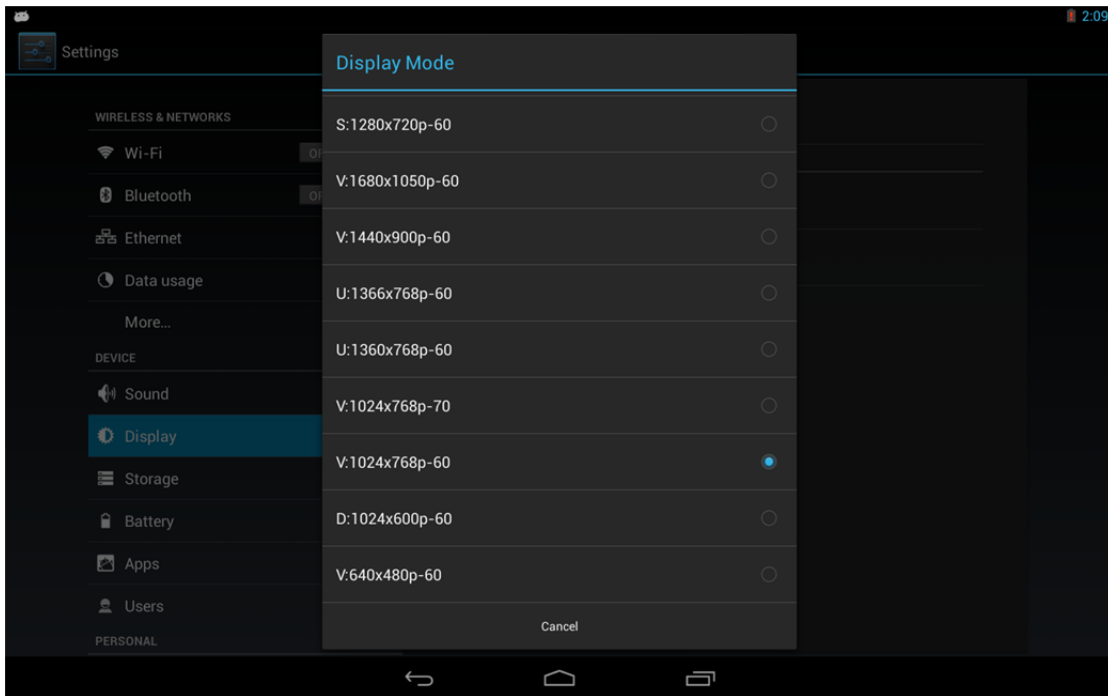 2:09
Settings
WIRELESS & NETWORKS
Wi-Fi
Bluetooth
Ethernet
Data usage
More...
DEVICE
Sound
Display
Storage
Battery
Apps
Users
PERSONAL
Display Mode
S:1280x720p-60
V:1680x1050p-60
V:1440x900p-60
U:1366x768p-60
U:1360x768p-60
V:1024x768p-70
V:1024x768p-60
D:1024x600p-60
V:640x480p-60
Cancel